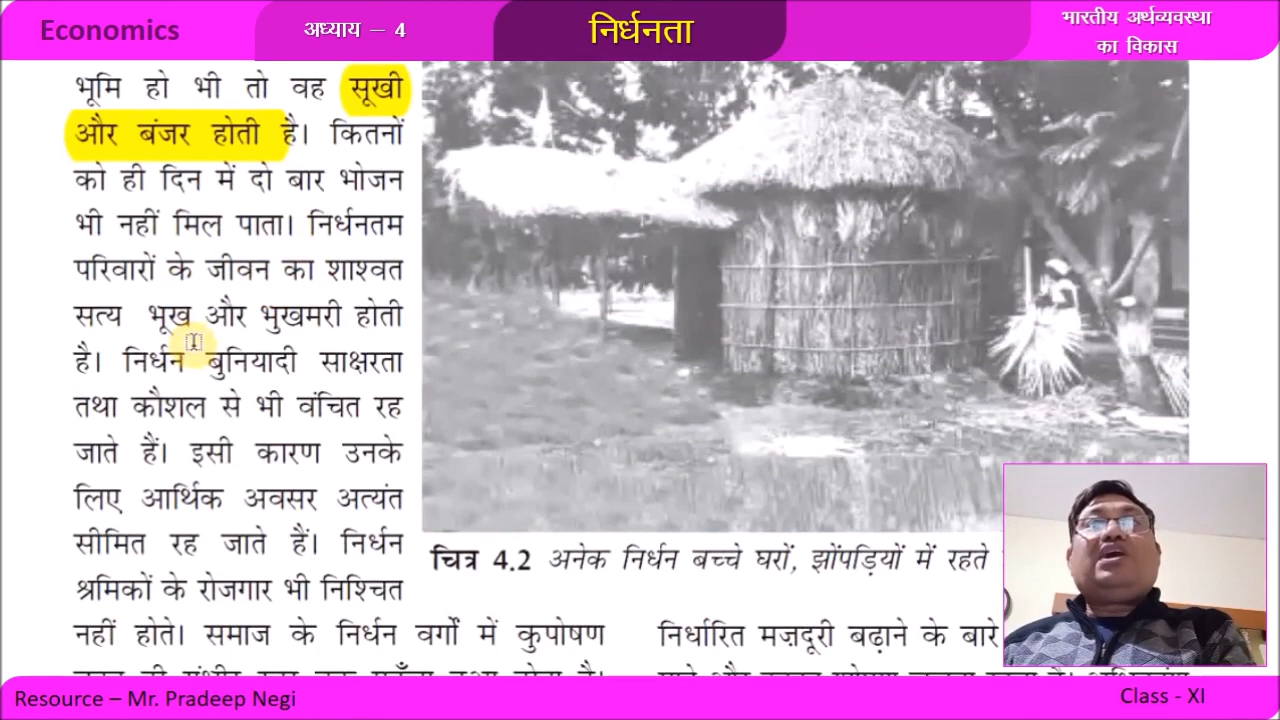 Economics
अध्याय – 4
निर्धनता
भारतीय अर्थव्यवस्था
का विकास
भूमि हो भी तो वह सूखी
और बंजर होती है। कितनों
को ही दिन में दो बार भोजन
भी नहीं मिल पाता। निर्धनतम
परिवारों के जीवन का शाश्वत
सत्य भूख और भुखमरी होती
है। निर्धन बुनियादी साक्षरता
तथा कौशल से भी वंचित रह
जाते हैं। इसी कारण उनके
लिए आर्थिक अवसर अत्यंत
सीमित रह जाते हैं। निर्धन
श्रमिकों के रोजगार भी निश्चित
नहीं होते। समाज के निर्धन वर्गों में कुपोषण
चित्र 4.2 अनेक निर्धन बच्चे घरों, झोंपड़ियों में रहते
निर्धारित मज़दूरी बढ़ाने के बारे
Resource – Mr. Pradeep Negi
Class - XI